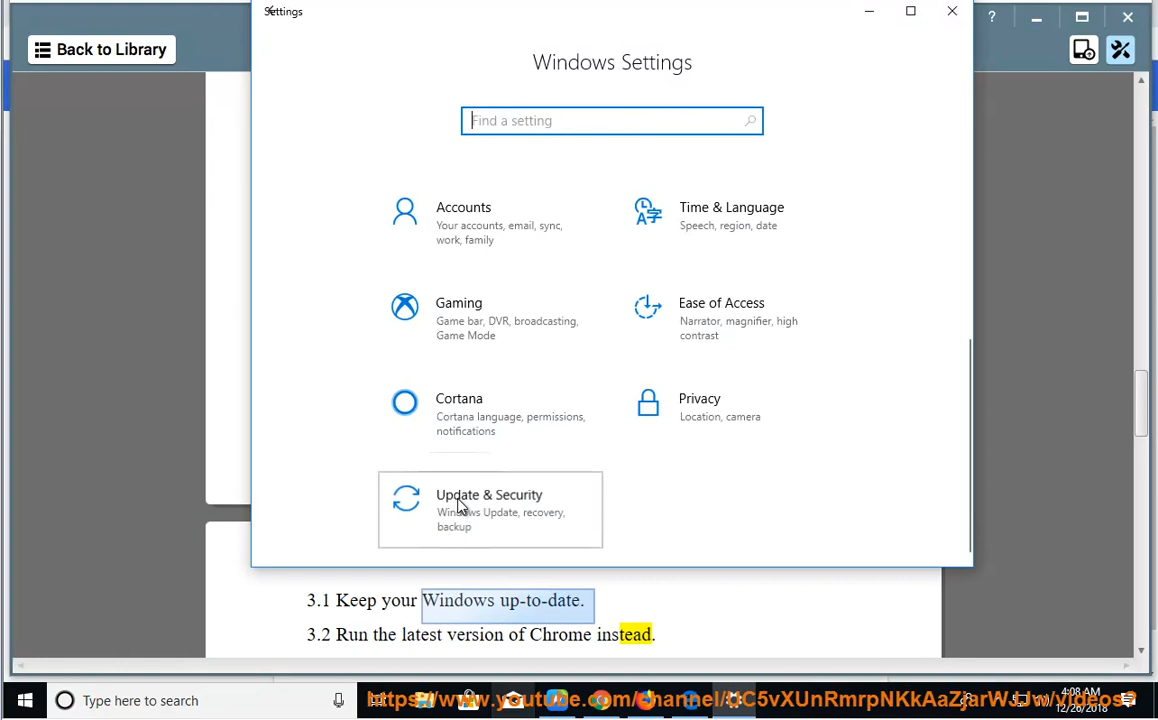 Settings
?
Back to Library
Windows Settings
Find a setting
Accounts
Your accounts, email, sync,
work, family
Time & Language
Speech, region, date
Gaming
Game bar, DVR, broadcasting,
Game Mode
Ease of Access
Narrator, magnifier, high
contrast
Cortana
Cortana language, permissions,
notifications
Privacy
Location, camera
Update & Security
Windows Update, recovery,
backup
3.1 Keep your Windows up-to-date.
3.2 Run the latest version of Chrome instead.
Type here to search
4:08 AM
12/26/2018